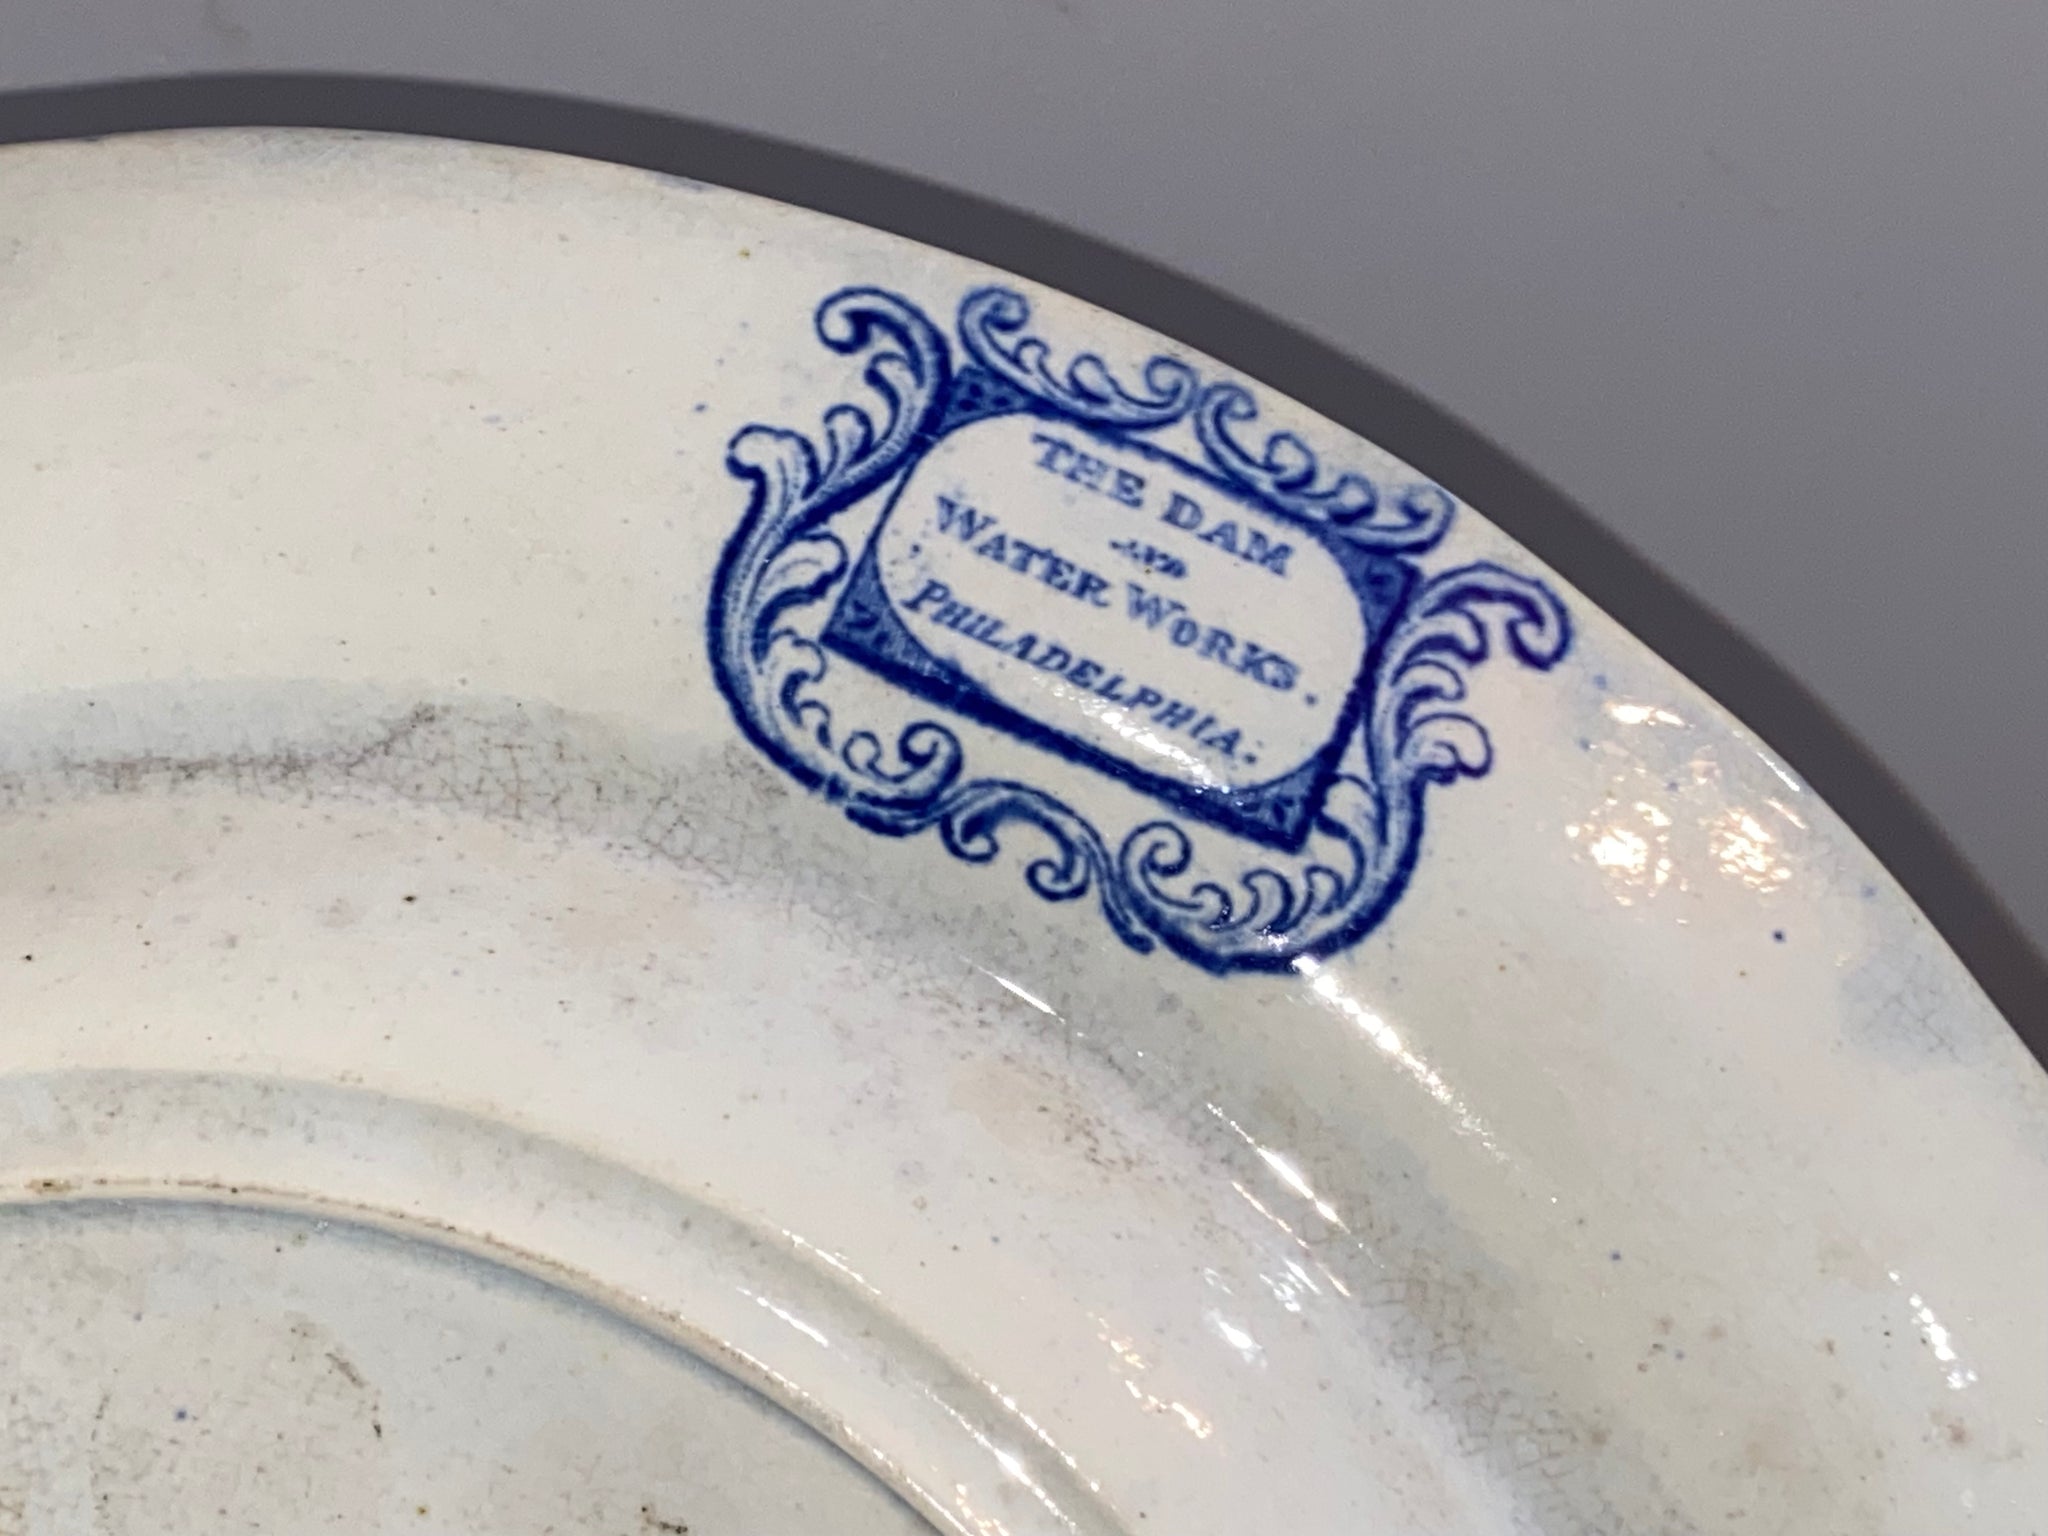 THE DAM
AND
WATER WORKS.
PHILADELPHIA: